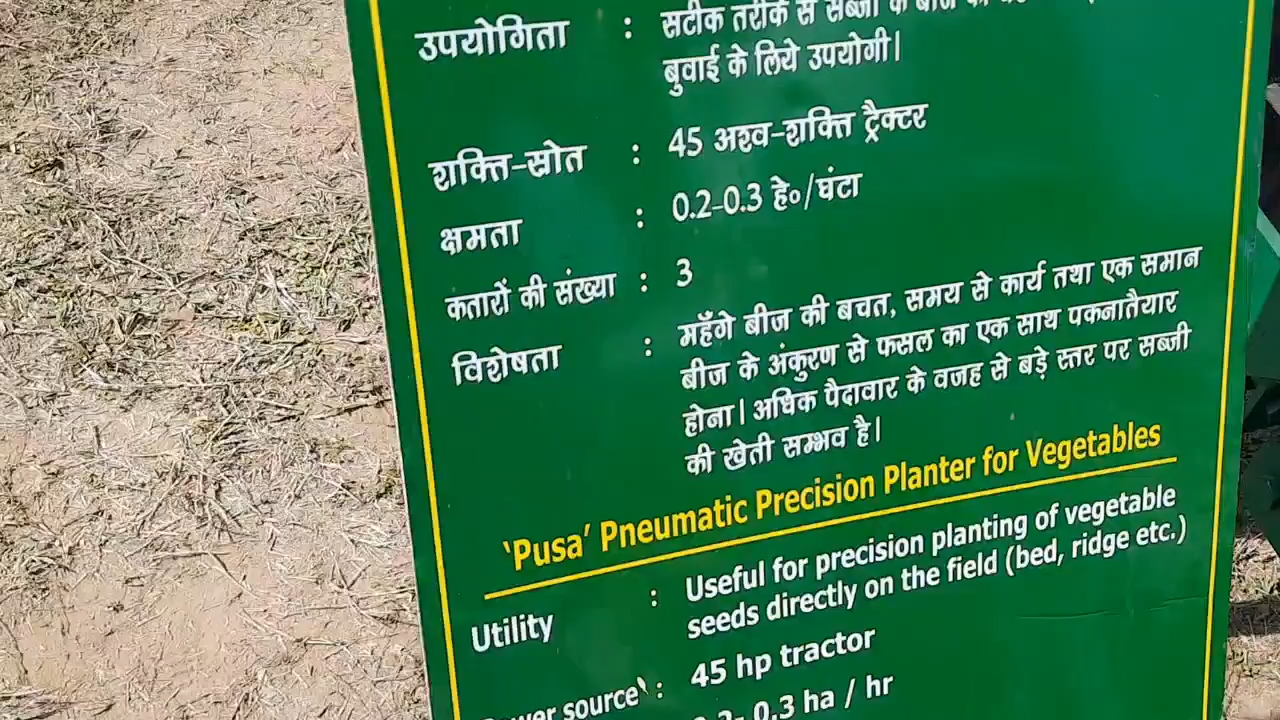 उपयोगिता : सटीक तरीके से सब्जी के बीज
बुवाई के लिये उपयोगी।
शक्ति-स्रोत : 45 अश्व-शक्ति ट्रैक्टर
क्षमता : 0.2-0.3 हे०/घंटा
कतारों की संख्या : 3
विशेषता : महँगे बीज की बचत, समय से कार्य तथा एक समान
बीज के अंकुरण से फसल का एक साथ पकनातैयार
होना। अधिक पैदावार के वजह से बड़े स्तर पर सब्जी
की खेती सम्भव है।
‘Pusa’ Pneumatic Precision Planter for Vegetables
Utility : Useful for precision planting of vegetable
seeds directly on the field (bed, ridge etc.)
source : 45 hp tractor
0.3 ha / hr